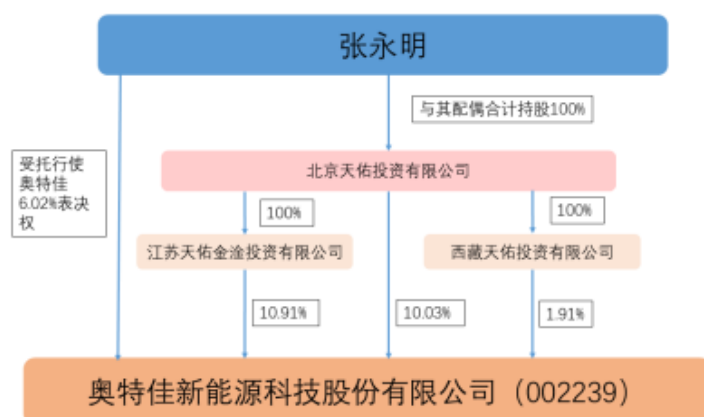 张永明
与其配偶合计持股100%
受托行使
奥特佳
6.02%表决
权
北京天佑投资有限公司
100%
100%
江苏天佑金淦投资有限公司
西藏天佑投资有限公司
10.91%
10.03%
1.91%
奥特佳新能源科技股份有限公司（002239）